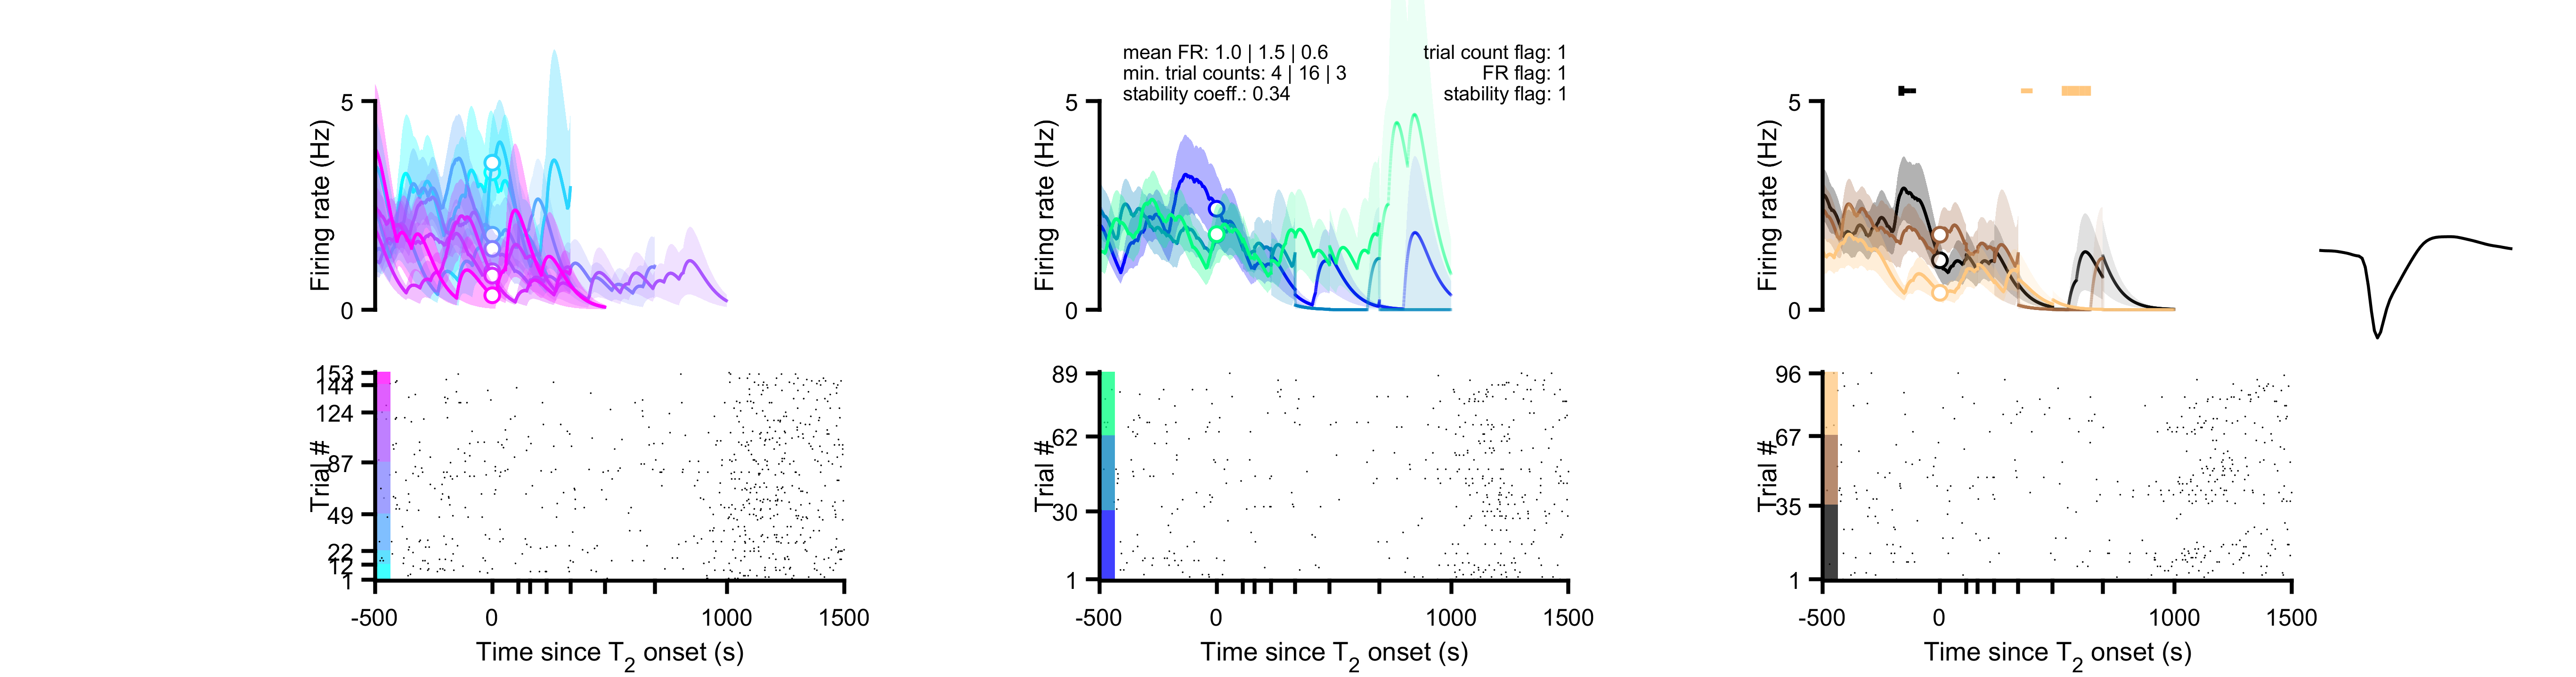 mean FR: 1.0 | 1.5 | 0.6
min. trial counts: 4 | 16 | 3
stability coeff.: 0.34
trial count flag: 1
FR flag: 1
stability flag: 1
Firing rate (Hz)
5
0
Firing rate (Hz)
5
0
Firing rate (Hz)
5
0
Trial #
153
144
124
87
49
22
12
1
-500
0
1000
1500
Time since T2 onset (s)
Trial #
89
62
30
1
-500
0
1000
1500
Time since T2 onset (s)
Trial #
96
67
35
1
-500
0
1000
1500
Time since T2 onset (s)